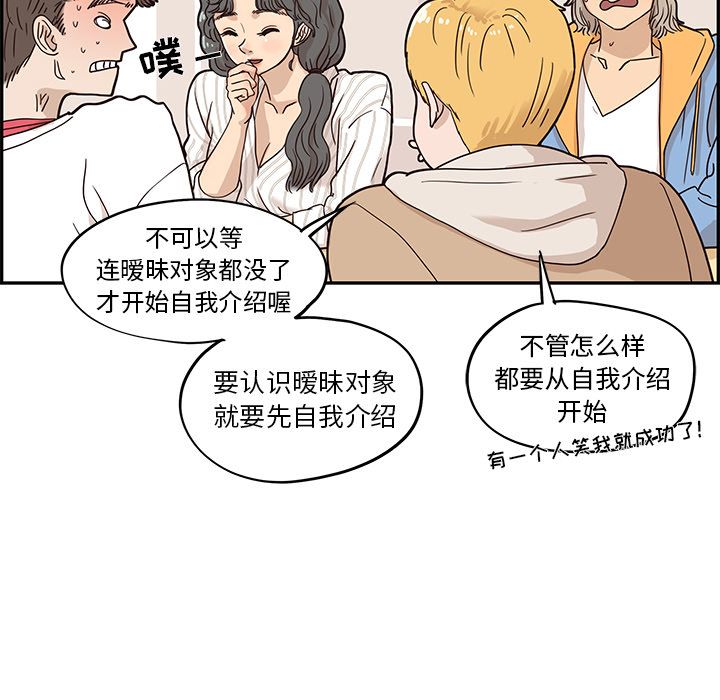 噗—
不可以等
连暧昧对象都没了
才开始自我介绍喔
要认识暧昧对象
就要先自我介绍
不管怎么样
都要从自我介绍
开始
有一个人笑我就成功了!